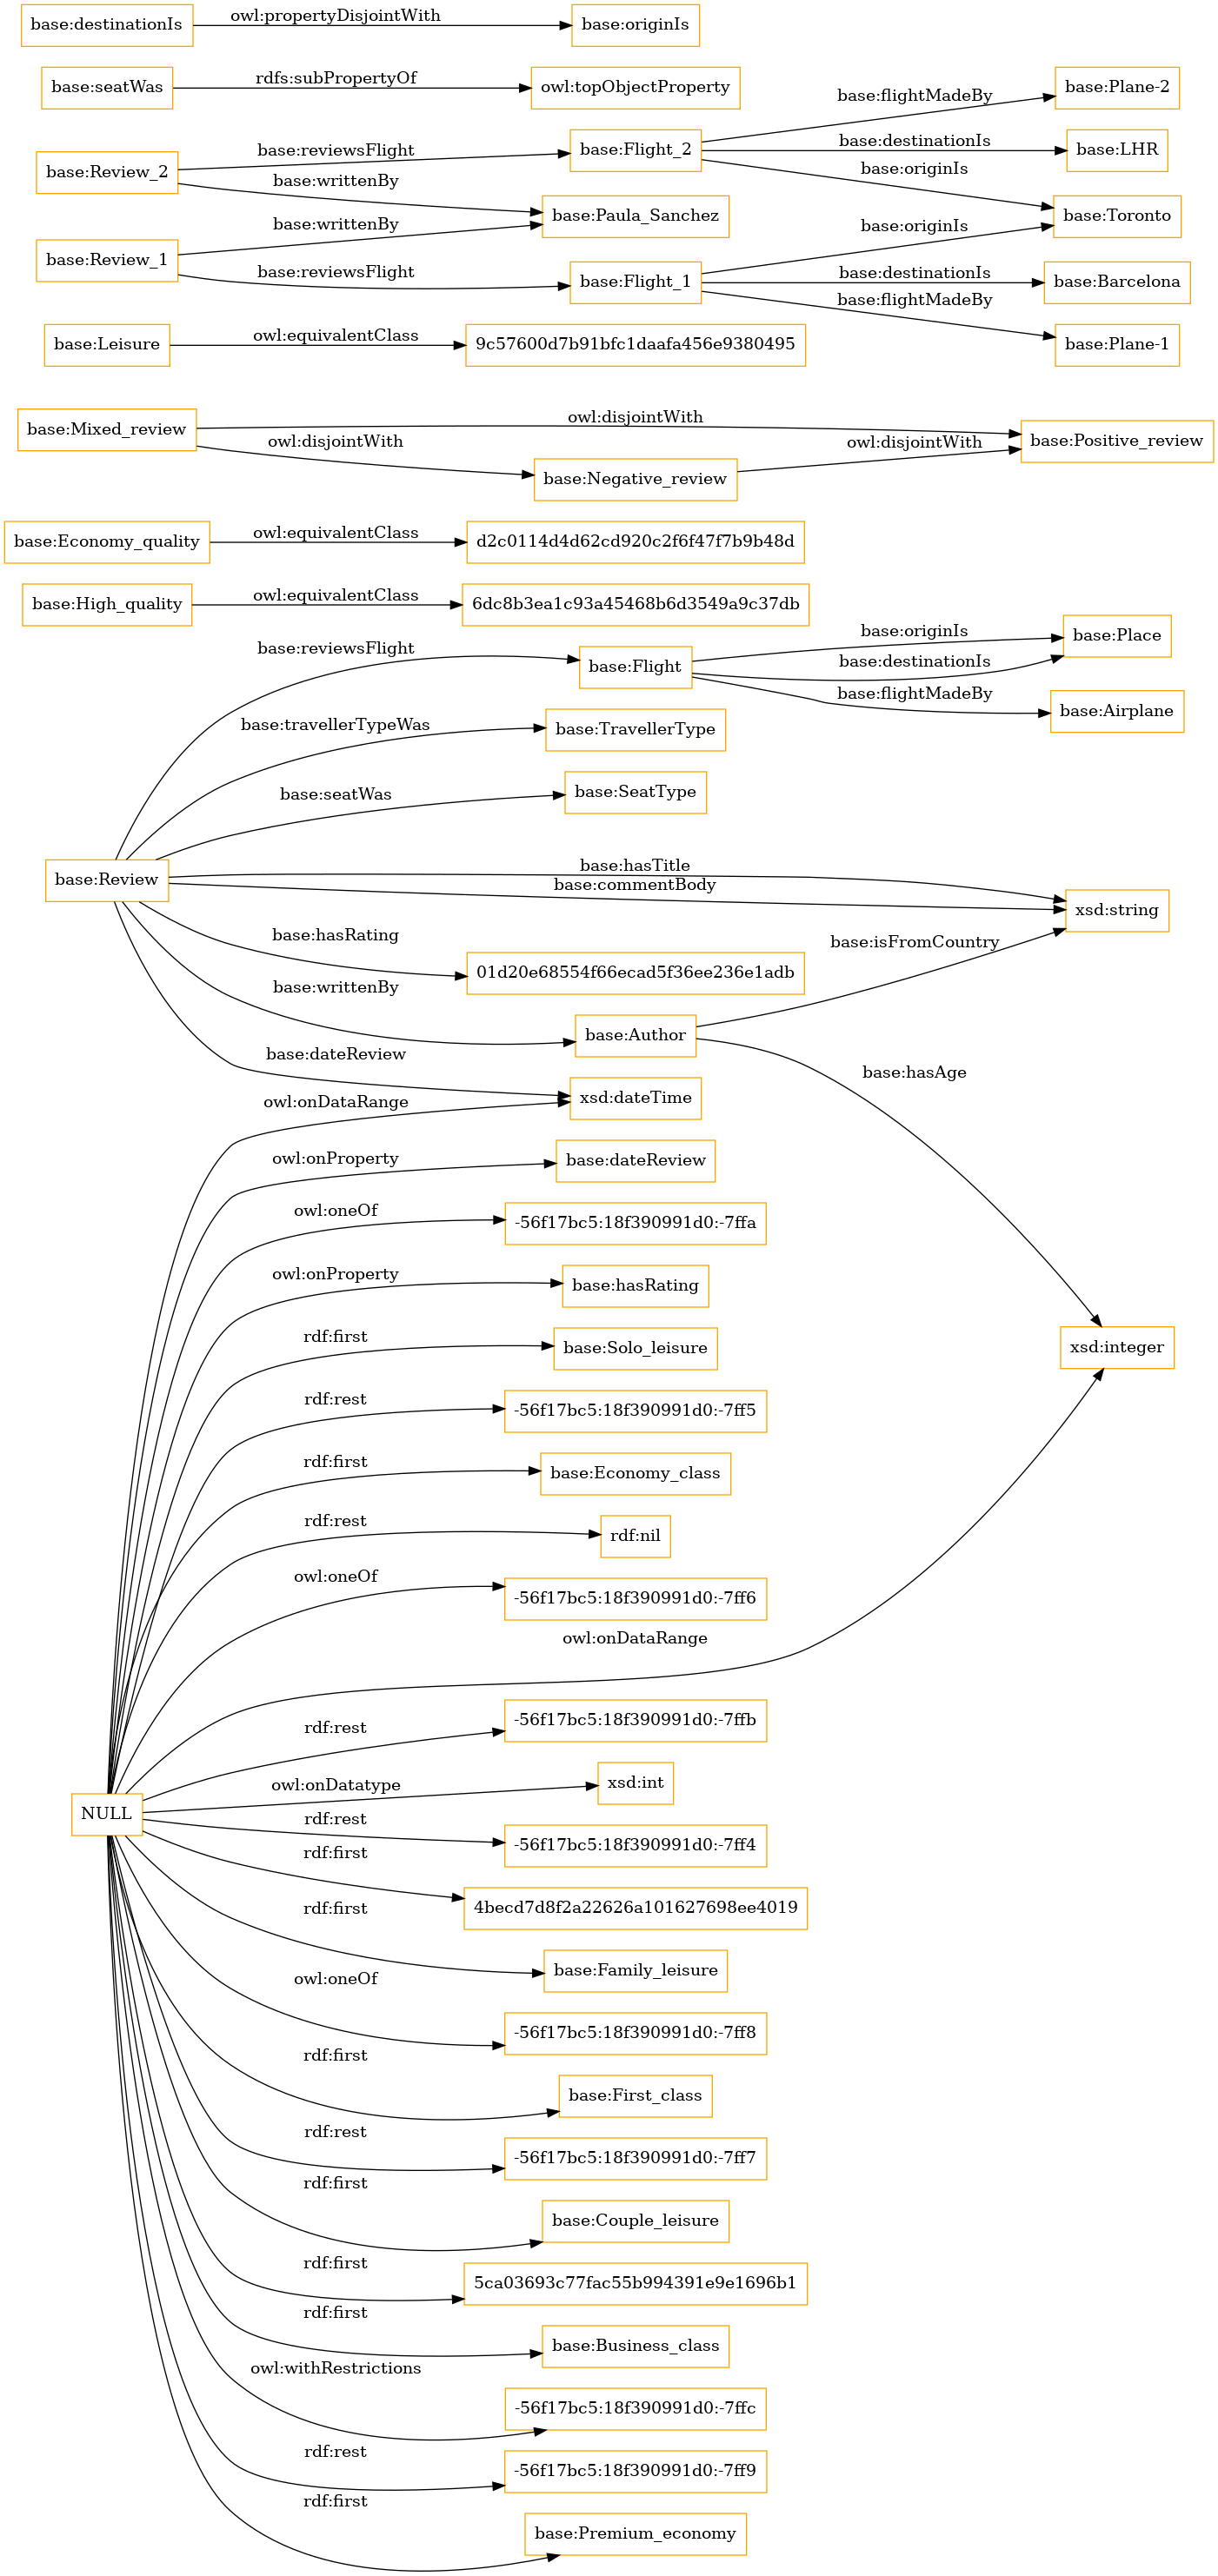 base:destinationIs owl:propertyDisjointWith base:originIs
base:seatWas rdfs:subPropertyOf owl:topObjectProperty
base:flightMadeBy base:Plane-2
base:Review_2 base:reviewsFlight base:Flight_2 base:destinationIs base:LHR
base:writtenBy base:originIs
base:Paula_Sanchez base:Toronto
base:writtenBy base:originIs
base:Review_1 base:reviewsFlight base:Flight_1 base:destinationIs base:Barcelona
base:flightMadeBy
base:Leisure owl:equivalentClass 9c57600d7b91bfc1daafa456e9380495 base:Plane-1
base:Mixed_review owl:disjointWith base:Positive_review
owl:disjointWith base:Negative_review owl:disjointWith
base:Economy_quality owl:equivalentClass d2c0114d4d62cd920c2f6f47f7b9b48d
base:High_quality owl:equivalentClass 6dc8b3ea1c93a45468b6d3549a9c37db
base:reviewsFlight base:Flight base:originIs base:Place
base:destinationIs
base:flightMadeBy base:Airplane
base:travellerTypeWas base:TravellerType
base:seatWas base:SeatType
base:Review base:hasTitle
base:commentBody xsd:string
base:hasRating 01d20e68554f66ecad5f36ee236e1adb
base:isFromCountry
base:writtenBy base:Author
base:dateReview base:hasAge
owl:onDataRange xsd:dateTime
owl:onProperty base:dateReview
owl:oneOf -56f17bc5:18f390991d0:-7ffa
owl:onProperty base:hasRating
rdf:first base:Solo_leisure xsd:integer
rdf:rest -56f17bc5:18f390991d0:-7ff5
rdf:first base:Economy_class
rdf:rest rdf:nil
owl:oneOf -56f17bc5:18f390991d0:-7ff6
owl:onDataRange
rdf:rest -56f17bc5:18f390991d0:-7ffb
NULL owl:onDatatype xsd:int
rdf:rest -56f17bc5:18f390991d0:-7ff4
rdf:first 4becd7d8f2a22626a101627698ee4019
rdf:first base:Family_leisure
owl:oneOf -56f17bc5:18f390991d0:-7ff8
rdf:first base:First_class
rdf:rest -56f17bc5:18f390991d0:-7ff7
rdf:first base:Couple_leisure
rdf:first 5ca03693c77fac55b994391e9e1696b1
rdf:first base:Business_class
owl:withRestrictions -56f17bc5:18f390991d0:-7ffc
rdf:rest -56f17bc5:18f390991d0:-7ff9
rdf:first base:Premium_economy